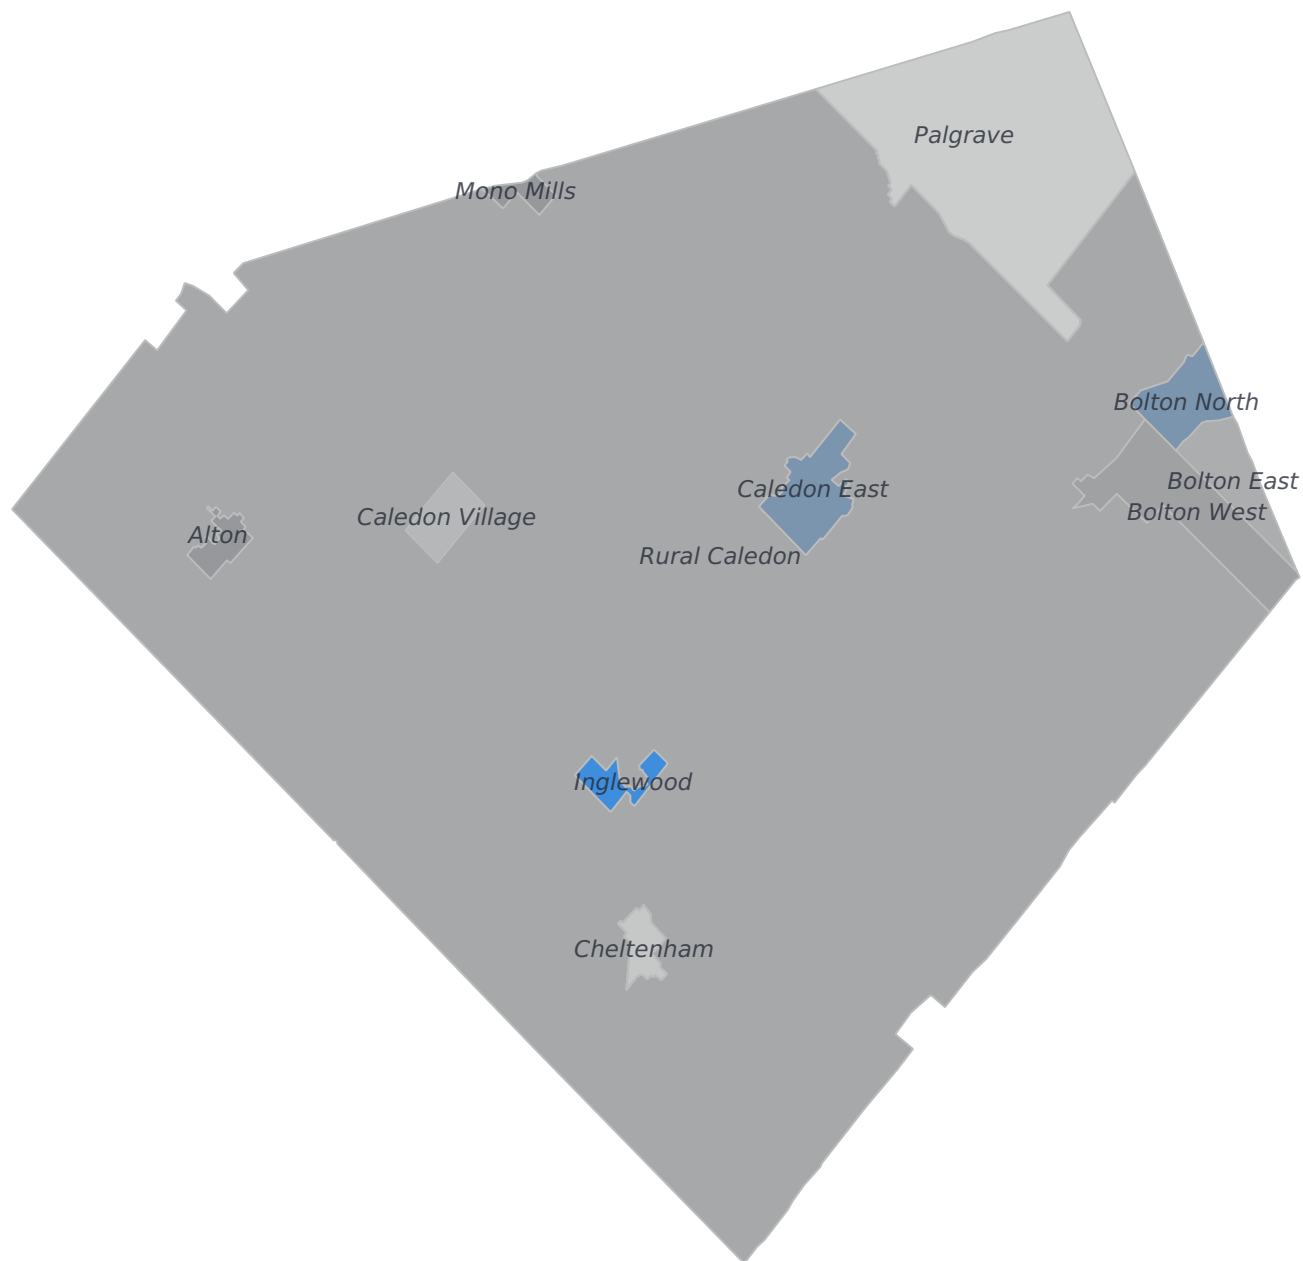 Palgrave
Mono Mills
Bolton North
Bolton East
Caledon East
Bolton West
Caledon Village
Alton
Rural Caledon
Inglewood
Cheltenham